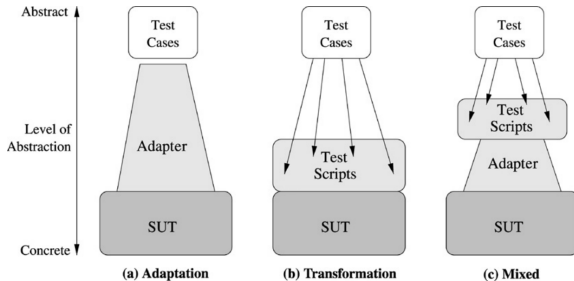 Abstract
Level of
Abstraction
Concrete
Test
Cases
Adapter
SUT
(a) Adaptation
Test
Cases
Test
Scripts
SUT
(b) Transformation
Test
Cases
Test
Scripts
Adapter
SUT
(c) Mixed